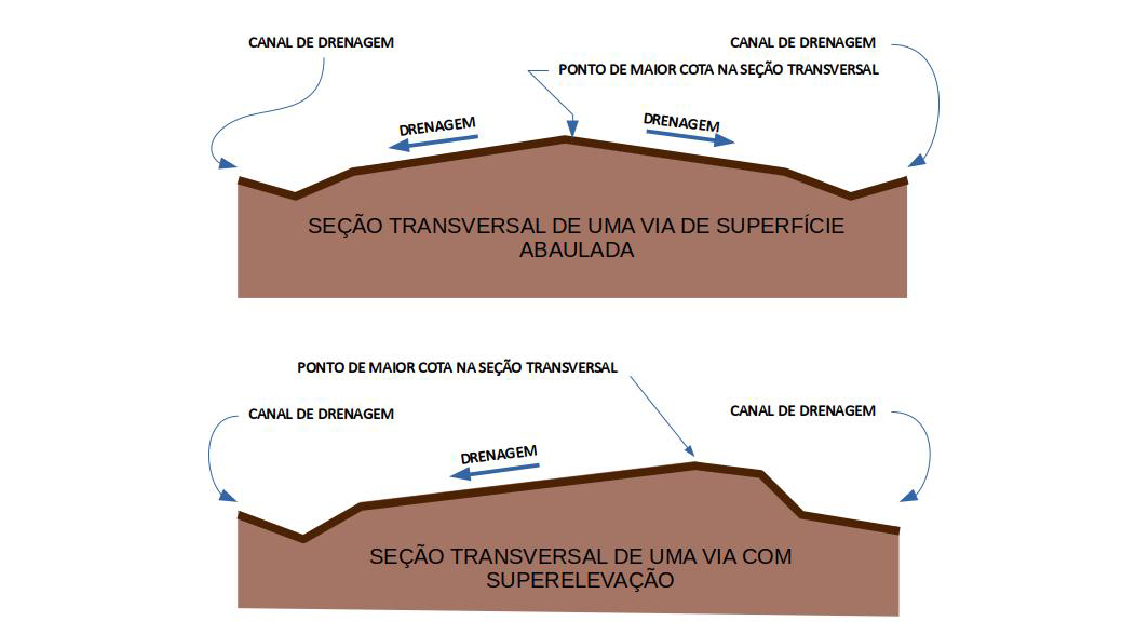 CANAL DE DRENAGEM
CANAL DE DRENAGEM
PONTO DE MAIOR COTA NA SEÇÃO TRANSVERSAL
DRENAGEM
DRENAGEM
SEÇÃO TRANSVERSAL DE UMA VIA DE SUPERFÍCIE
ABAULADA
PONTO DE MAIOR COTA NA SEÇÃO TRANSVERSAL
CANAL DE DRENAGEM
CANAL DE DRENAGEM
DRENAGEM
SEÇÃO TRANSVERSAL DE UMA VIA COM
SUPERELEVAÇÃO